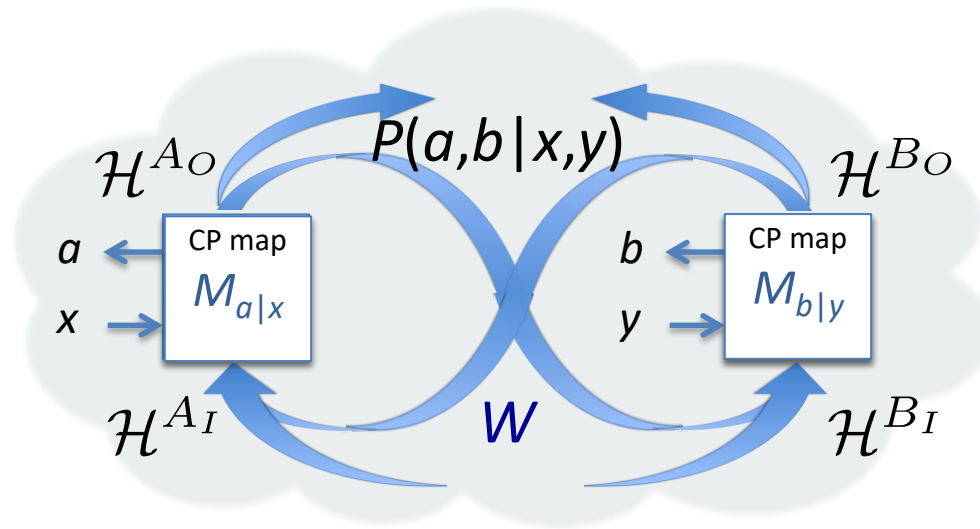 P(a,b|x,y)
ℋ^{A_O}
ℋ^{B_O}
CP map
M_{a|x}
a
x
CP map
M_{b|y}
b
y
ℋ^{A_I}
W
ℋ^{B_I}